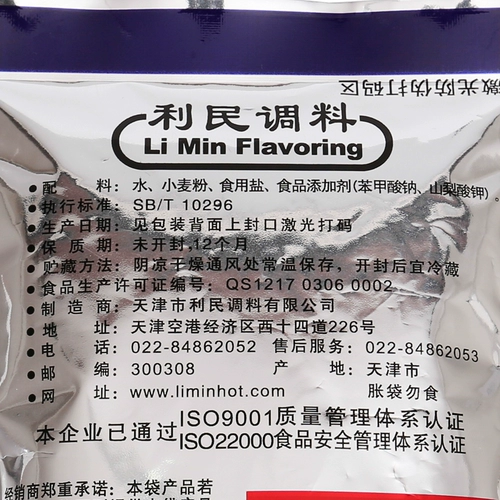 激光防伪打码区
利民调料
Li Min Flavoring
配 料：水、小麦粉、食用盐、食品添加剂(苯甲酸钠、山梨酸钾)。
执行标准：SB/T 10296
生产日期：见包装背面上封口激光打码
保 质 期：未开封,12个月
贮藏方法：阴凉干燥通风处常温保存，开封后宜冷藏
食品生产许可证编号：QS1217 0306 0002
制 造 商：天津市利民调料有限公司
地 址：天津空港经济区西十四道226号
电 话：022-84862052 售后服务：022-84862053
邮 编：300308 产 地：天津市
网 址：www.liminhot.com 胀袋勿食
本企业已通过 ISO9001质量管理体系认证
ISO22000食品安全管理体系认证
经销商郑重承诺：本袋产品若